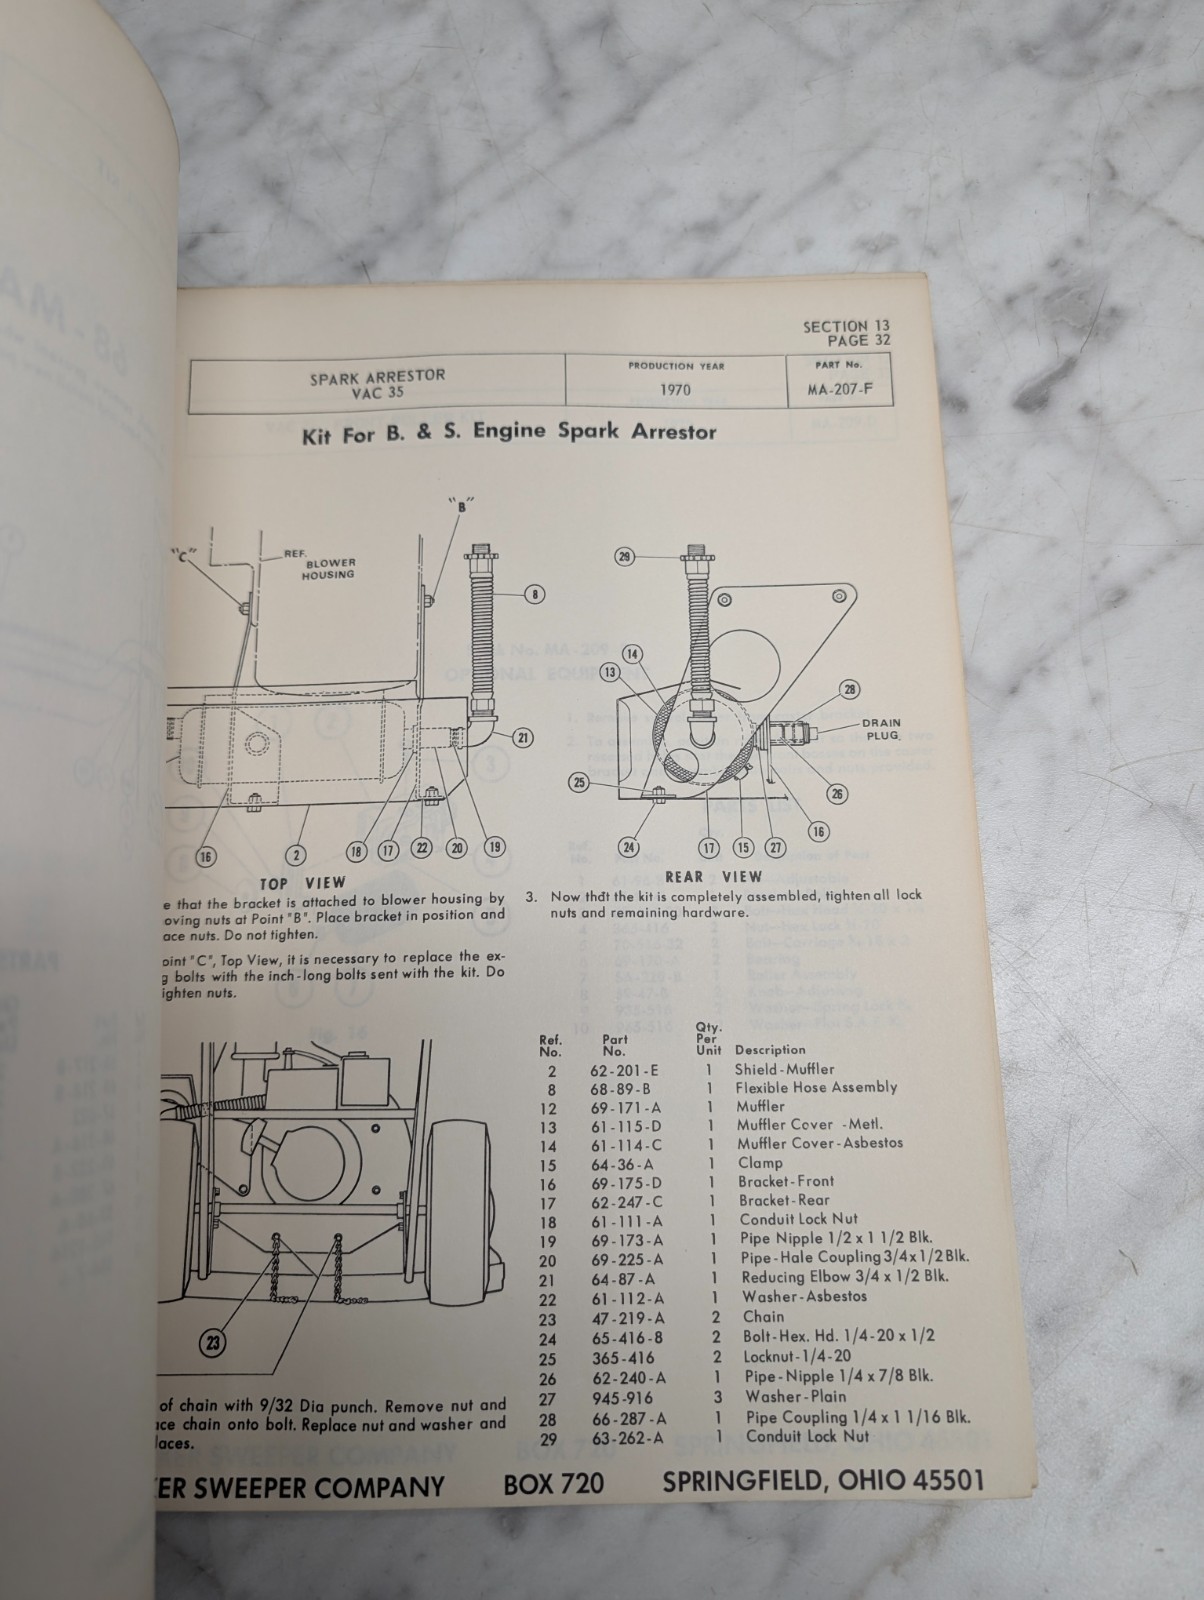 SECTION 13
PAGE 32
SPARK ARRESTOR
VAC 35
PRODUCTION YEAR
1970
PART No.
MA-207-F
Kit For B. & S. Engine Spark Arrestor
"B"
"C"
REF. BLOWER
HOUSING
8
21
16
2
18
17
22
20
19
TOP VIEW
29
14
13
28
DRAIN
PLUG
25
26
24
17
15
27
16
REAR VIEW
e that the bracket is attached to blower housing by
oving nuts at Point "B". Place bracket in position and
ace nuts. Do not tighten.
oint "C", Top View, it is necessary to replace the ex-
g bolts with the inch-long bolts sent with the kit. Do
ighten nuts.
3. Now that the kit is completely assembled, tighten all lock
nuts and remaining hardware.
23
of chain with 9/32 Dia punch. Remove nut and
ce chain onto bolt. Replace nut and washer and
laces.
Ref. No. Part No. Qty. Per Unit Description
2 62-201-E 1 Shield-Muffler
8 68-89-B 1 Flexible Hose Assembly
12 69-171-A 1 Muffler
13 61-115-D 1 Muffler Cover -Metl.
14 61-114-C 1 Muffler Cover-Asbestos
15 64-36-A 1 Clamp
16 69-175-D 1 Bracket-Front
17 62-247-C 1 Bracket-Rear
18 61-111-A 1 Conduit Lock Nut
19 69-173-A 1 Pipe Nipple 1/2 x 1 1/2 Blk.
20 69-225-A 1 Pipe-Hale Coupling 3/4 x 1/2 Blk.
21 64-87-A 1 Reducing Elbow 3/4 x 1/2 Blk.
22 61-112-A 1 Washer-Asbestos
23 47-219-A 2 Chain
24 65-416-8 2 Bolt-Hex. Hd. 1/4-20 x 1/2
25 365-416 2 Locknut-1/4-20
26 62-240-A 1 Pipe-Nipple 1/4 x 7/8 Blk.
27 945-916 3 Washer-Plain
28 66-287-A 1 Pipe Coupling 1/4 x 1 1/16 Blk.
29 63-262-A 1 Conduit Lock Nut
ER SWEEPER COMPANY BOX 720 SPRINGFIELD, OHIO 45501